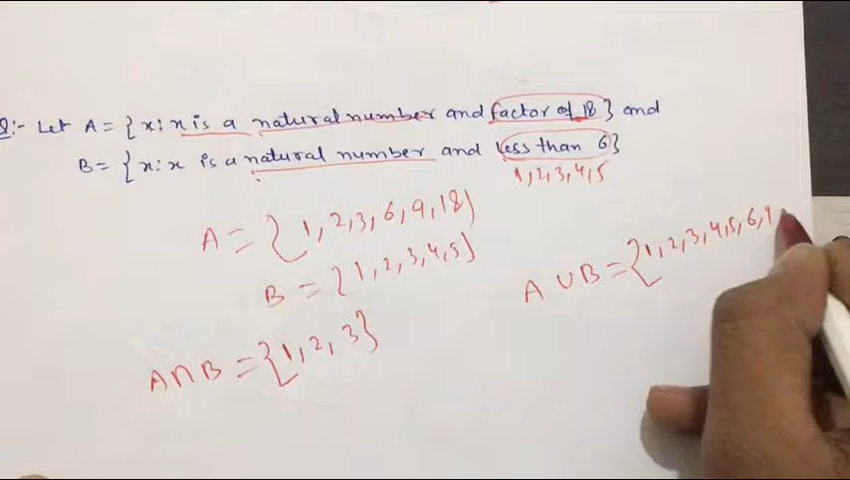 Q:- Let A = {x: x is a natural number and factor of 18} and
B = {x: x is a natural number and less than 6}
1,2,3,4,5
A = {1,2,3,6,9,18}
B = {1,2,3,4,5}
A ∪ B = {1,2,3,4,5,6,9
A ∩ B = {1,2,3}